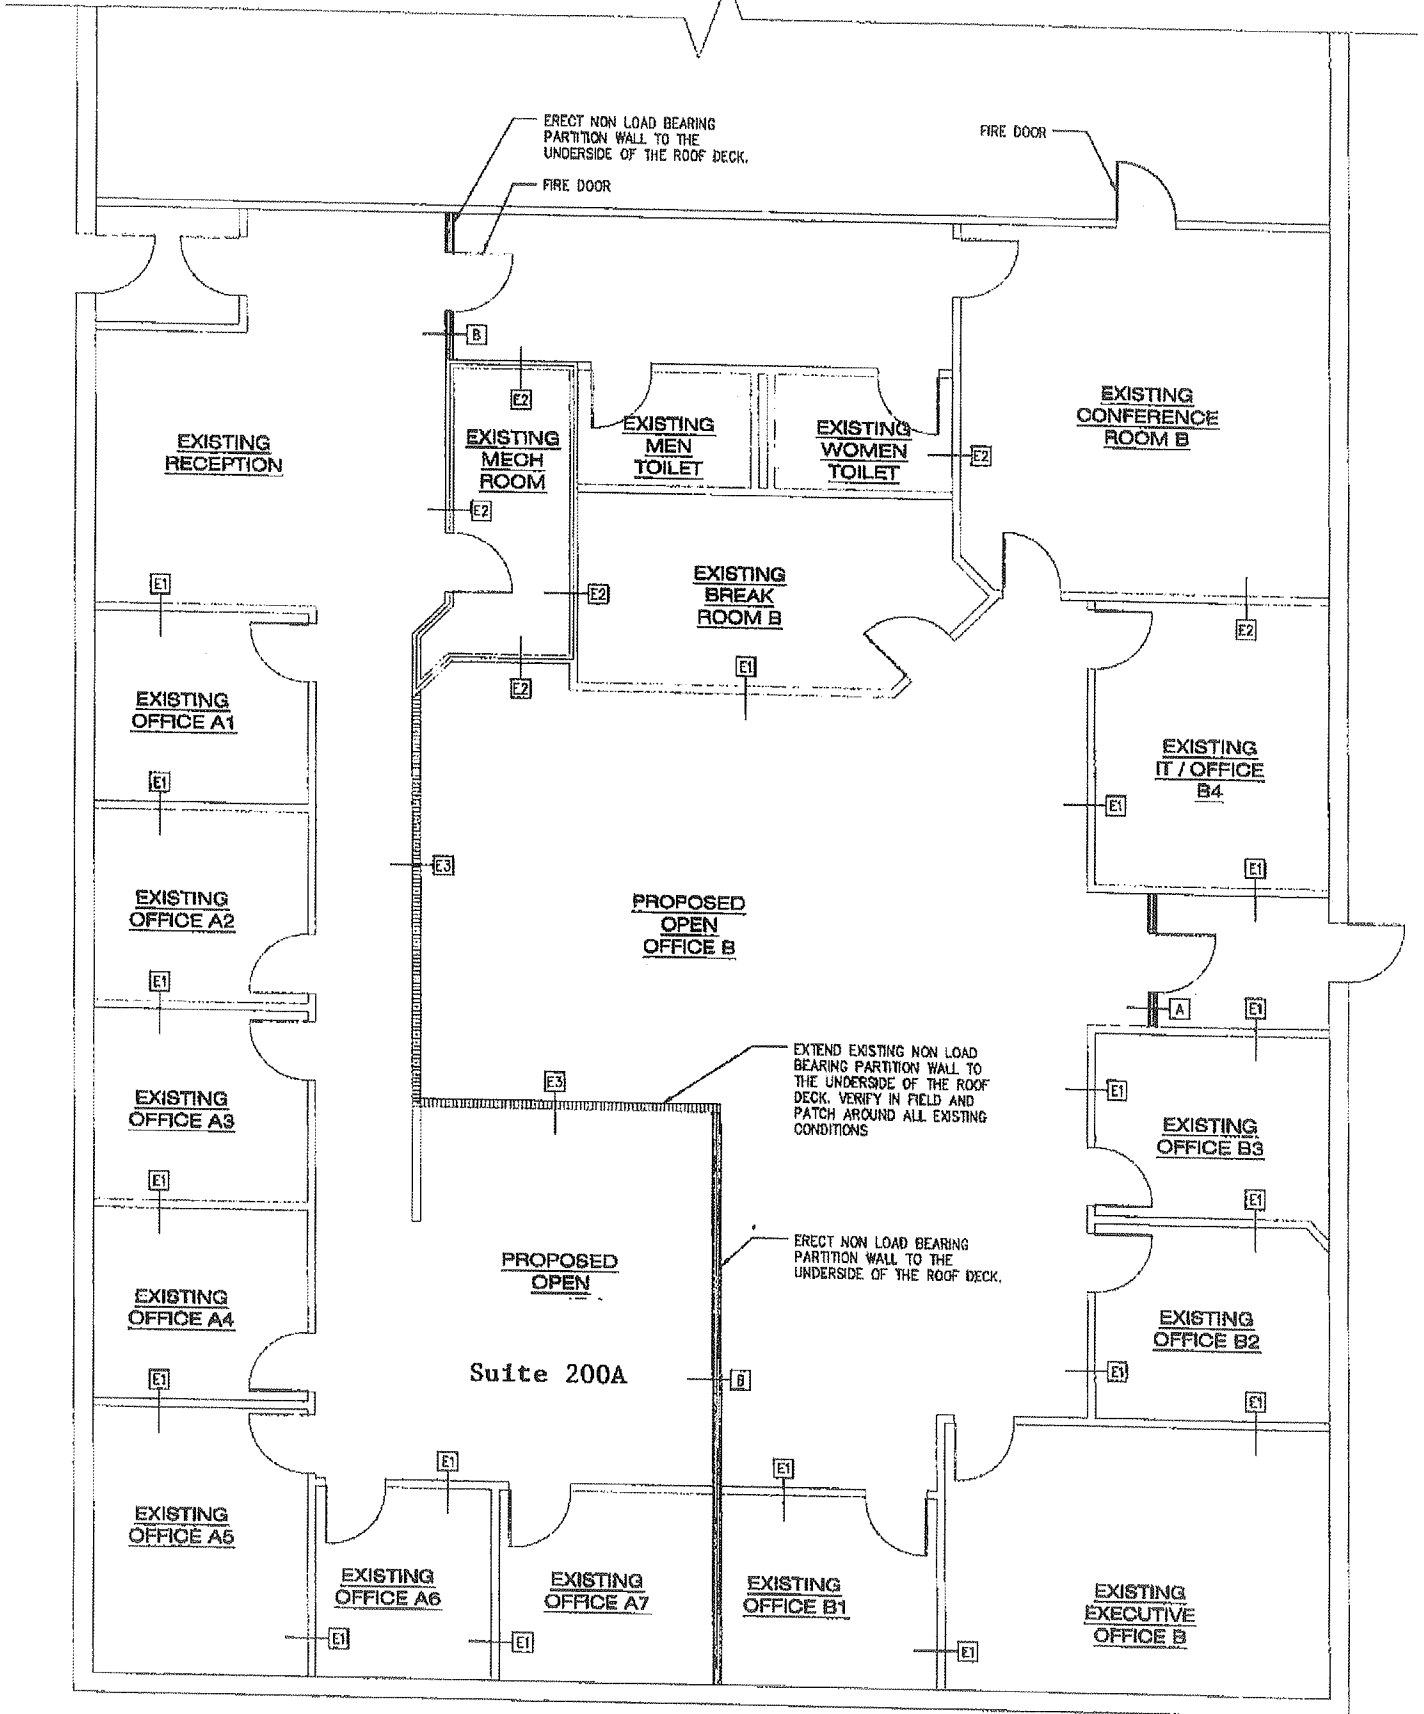 ERECT NON LOAD BEARING
PARTITION WALL TO THE
UNDERSIDE OF THE ROOF DECK.
FIRE DOOR
FIRE DOOR
B
E2
EXISTING
RECEPTION
EXISTING
MECH
ROOM
EXISTING
MEN
TOILET
EXISTING
WOMEN
TOILET
E2
EXISTING
CONFERENCE
ROOM B
E2
E1
E2
EXISTING
BREAK
ROOM B
E2
E1
E2
EXISTING
OFFICE A1
EXISTING
IT / OFFICE
B4
E1
E1
E3
E1
EXISTING
OFFICE A2
PROPOSED
OPEN
OFFICE B
E1
A
E1
EXTEND EXISTING NON LOAD
BEARING PARTITION WALL TO
THE UNDERSIDE OF THE ROOF
DECK. VERIFY IN FIELD AND
PATCH AROUND ALL EXISTING
CONDITIONS
E3
E1
EXISTING
OFFICE A3
EXISTING
OFFICE B3
E1
E1
ERECT NON LOAD BEARING
PARTITION WALL TO THE
UNDERSIDE OF THE ROOF DECK.
PROPOSED
OPEN
EXISTING
OFFICE A4
EXISTING
OFFICE B2
Suite 200A
E1
B
E1
E1
E1
E1
EXISTING
OFFICE A5
EXISTING
OFFICE A6
EXISTING
OFFICE A7
EXISTING
OFFICE B1
EXISTING
EXECUTIVE
OFFICE B
E1
E1
E1